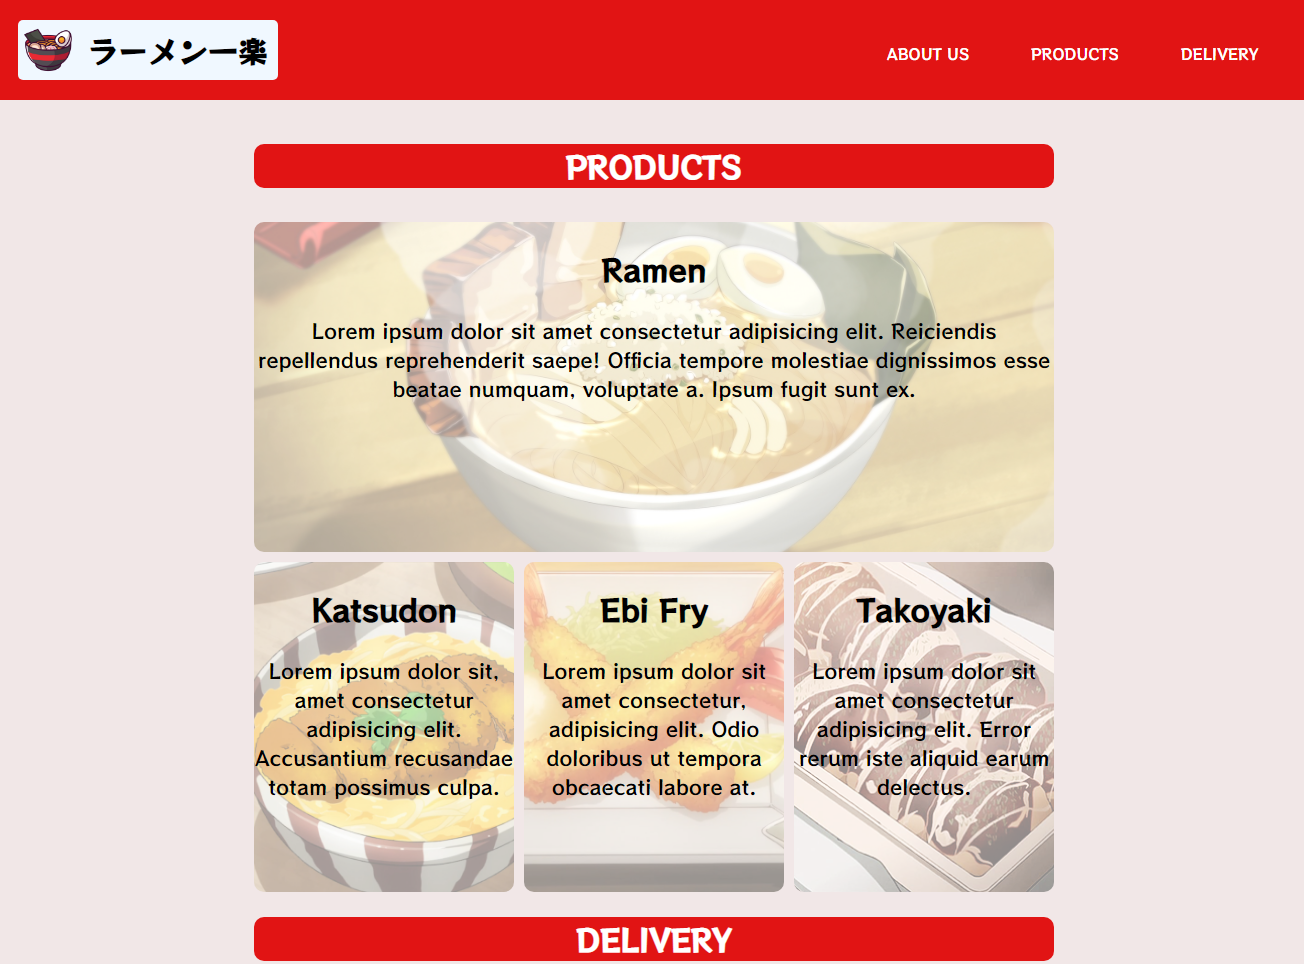 ラーメン一楽
ABOUT US
PRODUCTS
DELIVERY
PRODUCTS
Ramen
Lorem ipsum dolor sit amet consectetur adipisicing elit. Reiciendis
repellendus reprehenderit saepe! Officia tempore molestiae dignissimos esse
beatae numquam, voluptate a. Ipsum fugit sunt ex.
Katsudon
Lorem ipsum dolor sit,
amet consectetur
adipisicing elit.
Accusantium recusandae
totam possimus culpa.
Ebi Fry
Lorem ipsum dolor sit
amet consectetur,
adipisicing elit. Odio
doloribus ut tempora
obcaecati labore at.
Takoyaki
Lorem ipsum dolor sit
amet consectetur
adipisicing elit. Error
rerum iste aliquid earum
delectus.
DELIVERY